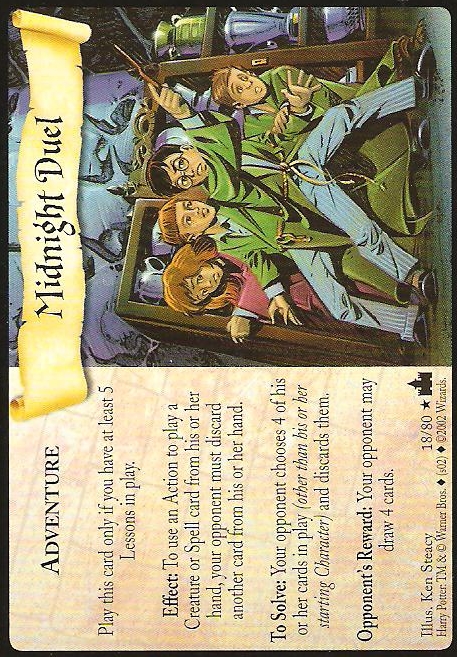 Midnight Duel
ADVENTURE
Play this card only if you have at least 5
Lessons in play.
Effect: To use an Action to play a
Creature or Spell card from his or her
hand, your opponent must discard
another card from his or her hand.
To Solve: Your opponent chooses 4 of his
or her cards in play (other than his or her
starting Character) and discards them.
Opponent's Reward: Your opponent may
draw 4 cards.
Illus. Ken Steacy
18/80 ★
Harry Potter: TM & © Warner Bros. ◆ (s02) ◆ ©2002 Wizards.